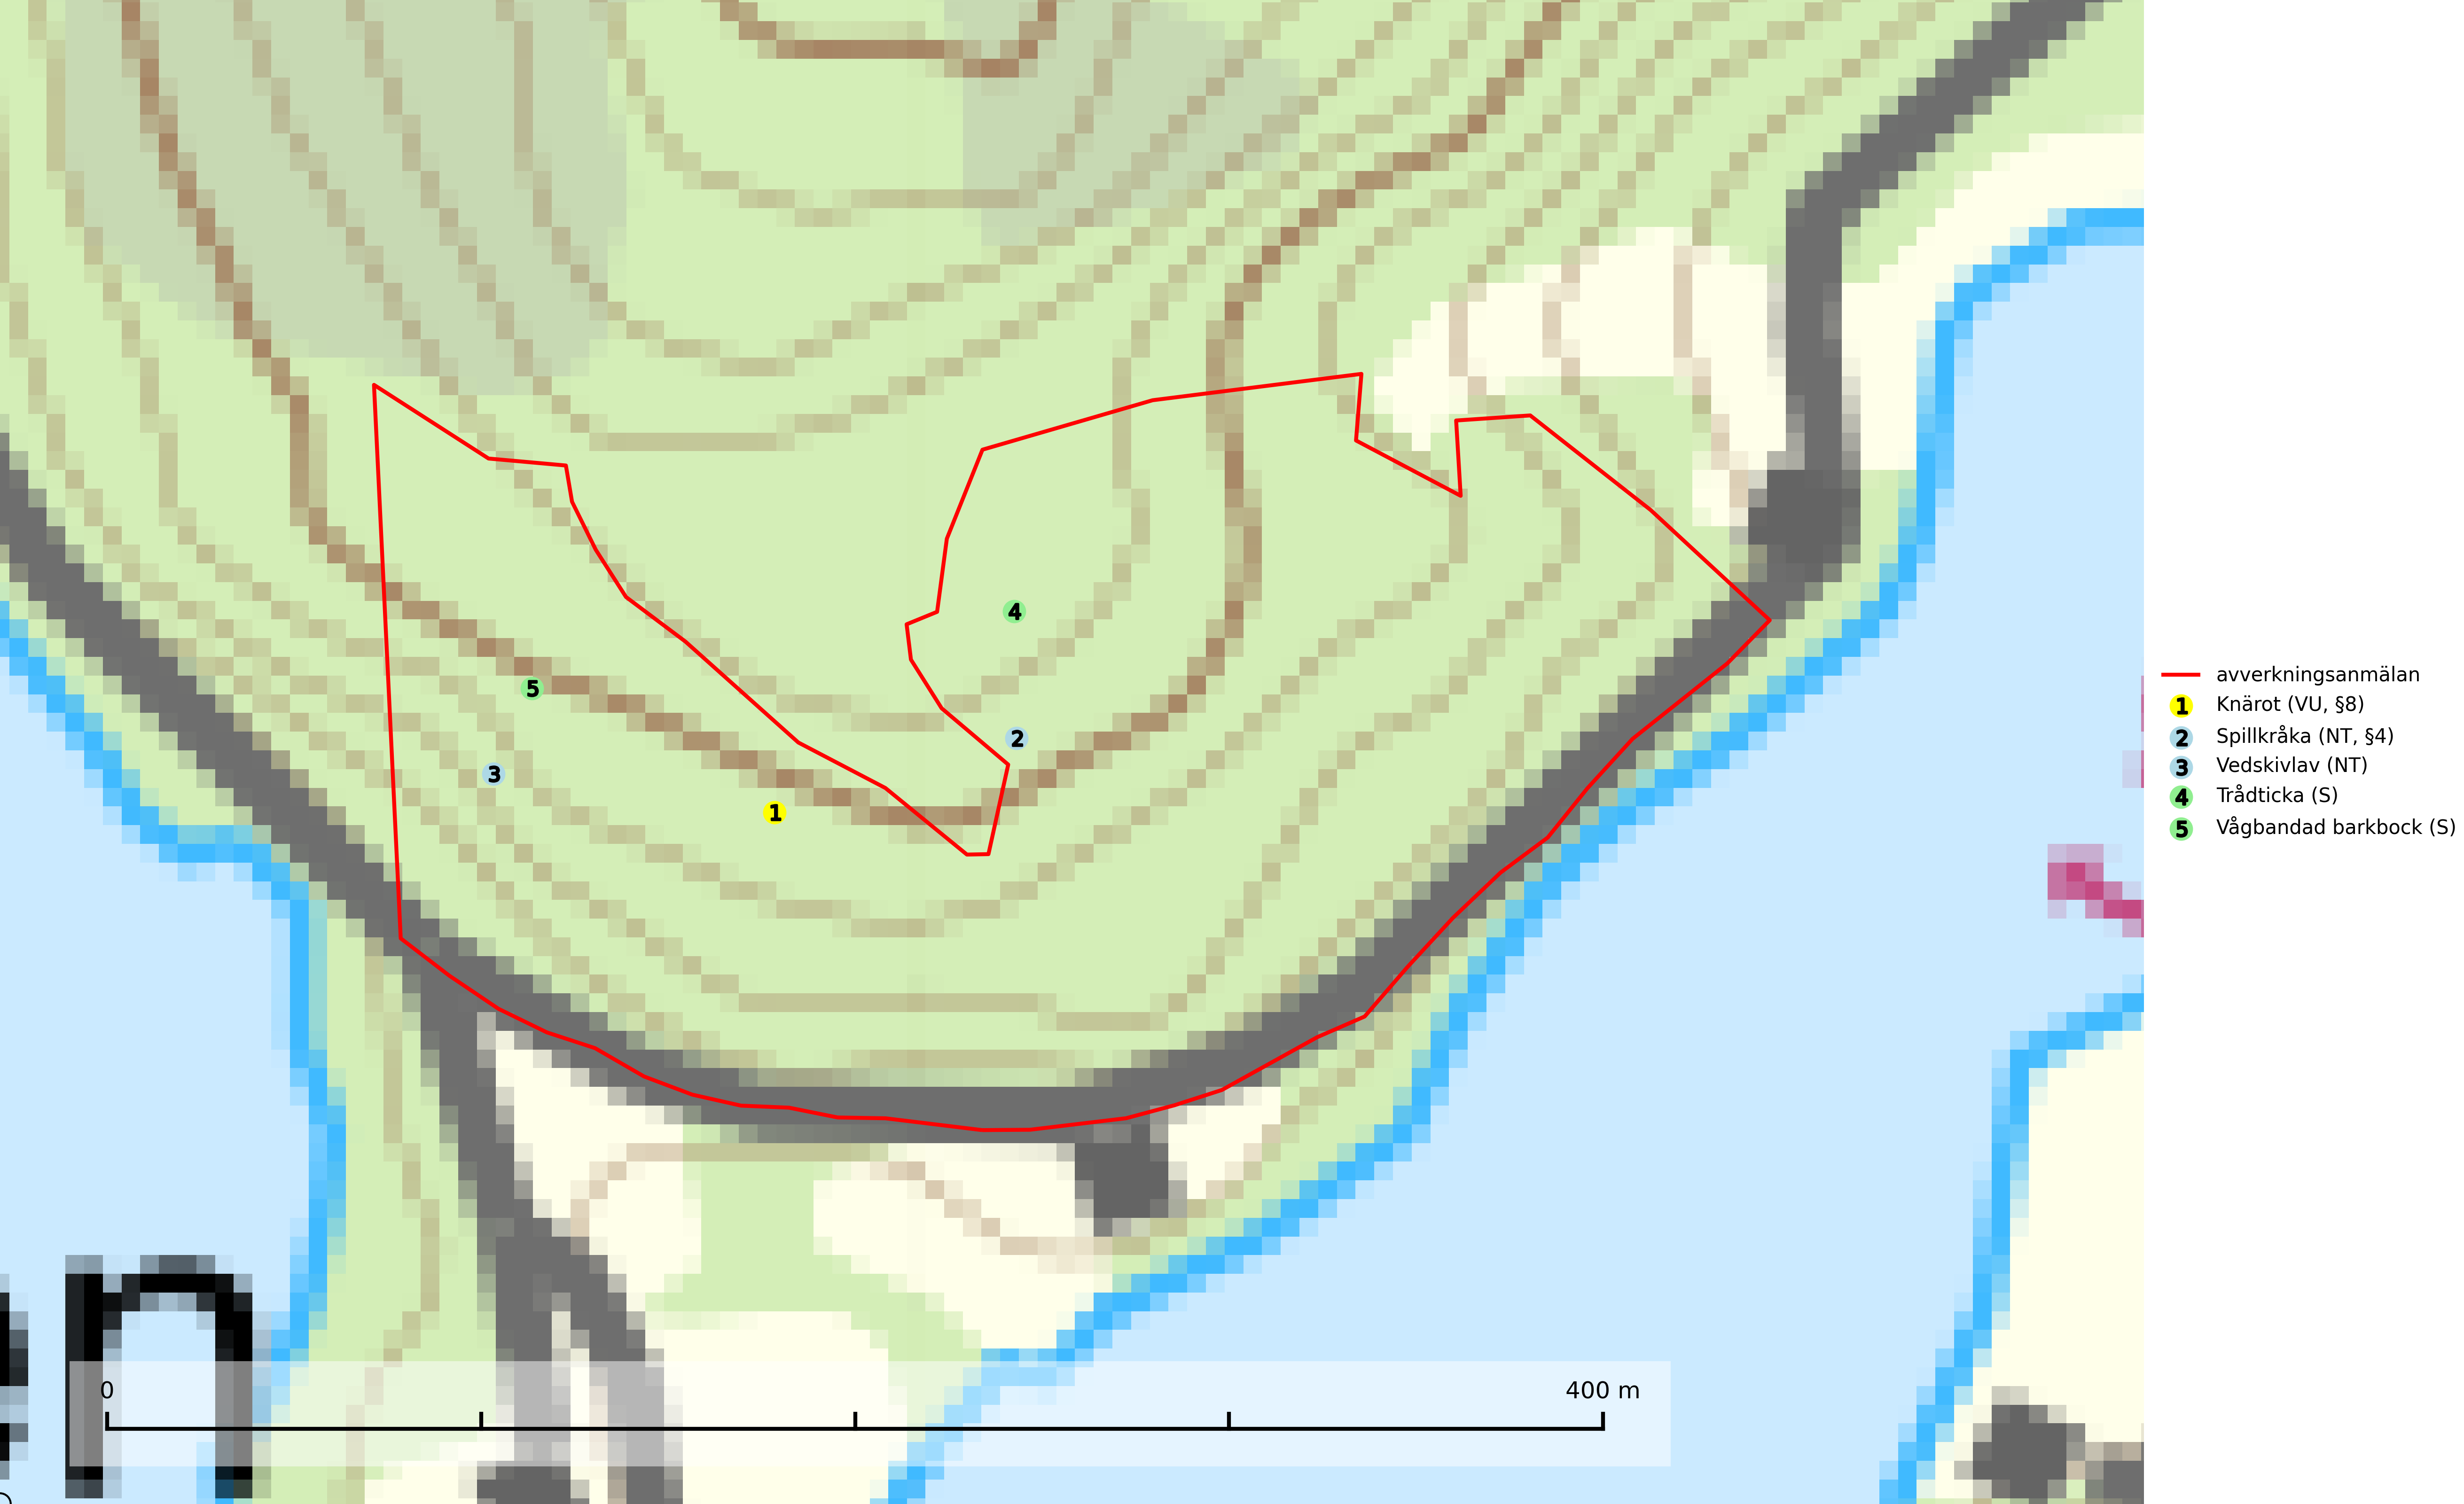 4
5
2
3
1
n
0 400 m
avverkningsanmälan
1 Knärot (VU, §8)
2 Spillkråka (NT, §4)
3 Vedskivlav (NT)
4 Trådticka (S)
5 Vågbandad barkbock (S)